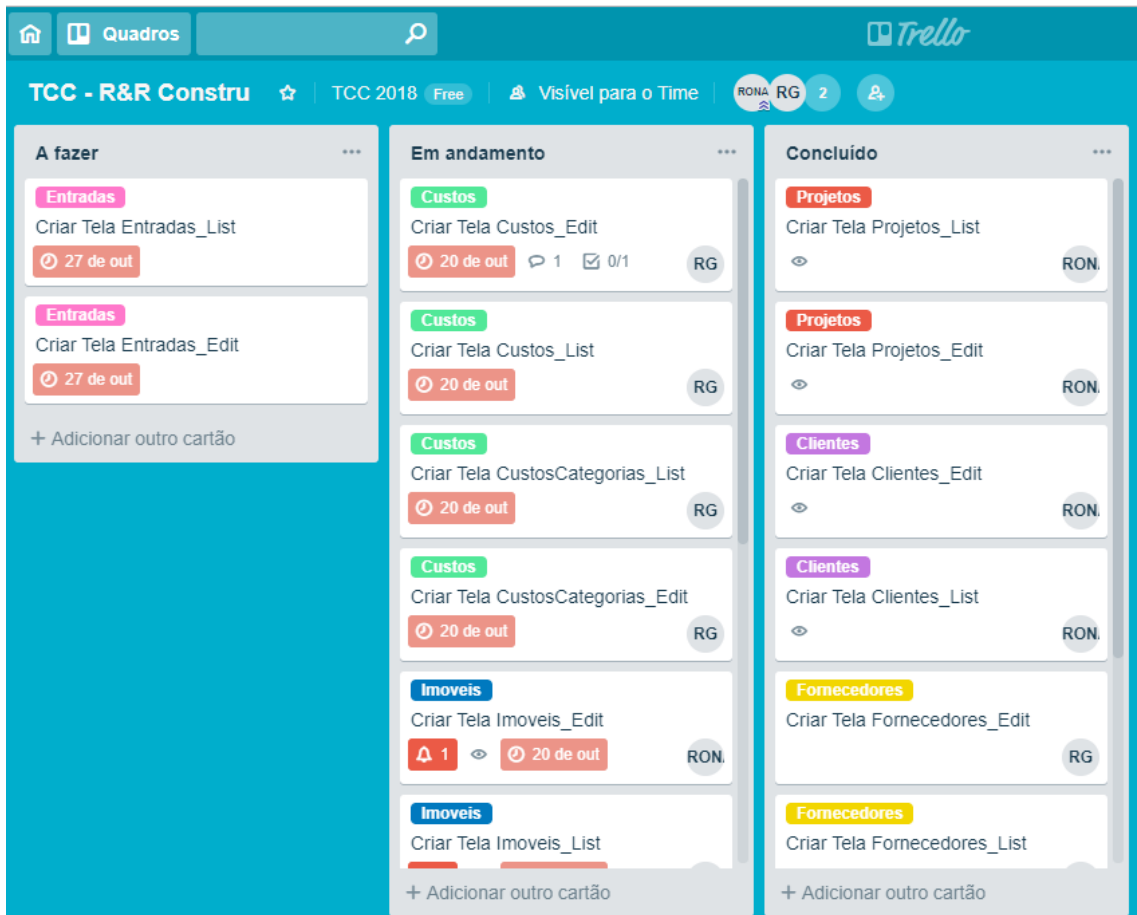 Quadros
Trello
TCC - R&R Constru
TCC 2018 Free
Visível para o Time
RONA RG 2
A fazer
Entradas
Criar Tela Entradas_List
27 de out
Entradas
Criar Tela Entradas_Edit
27 de out
+ Adicionar outro cartão
Em andamento
Custos
Criar Tela Custos_Edit
20 de out 1 0/1
RG
Custos
Criar Tela Custos_List
20 de out
RG
Custos
Criar Tela CustosCategorias_List
20 de out
RG
Custos
Criar Tela CustosCategorias_Edit
20 de out
RG
Imoveis
Criar Tela Imoveis_Edit
1 20 de out
RON
Imoveis
Criar Tela Imoveis_List
+ Adicionar outro cartão
Concluído
Projetos
Criar Tela Projetos_List
RON
Projetos
Criar Tela Projetos_Edit
RON
Clientes
Criar Tela Clientes_Edit
RON
Clientes
Criar Tela Clientes_List
RON
Fornecedores
Criar Tela Fornecedores_Edit
RG
Fornecedores
Criar Tela Fornecedores_List
+ Adicionar outro cartão